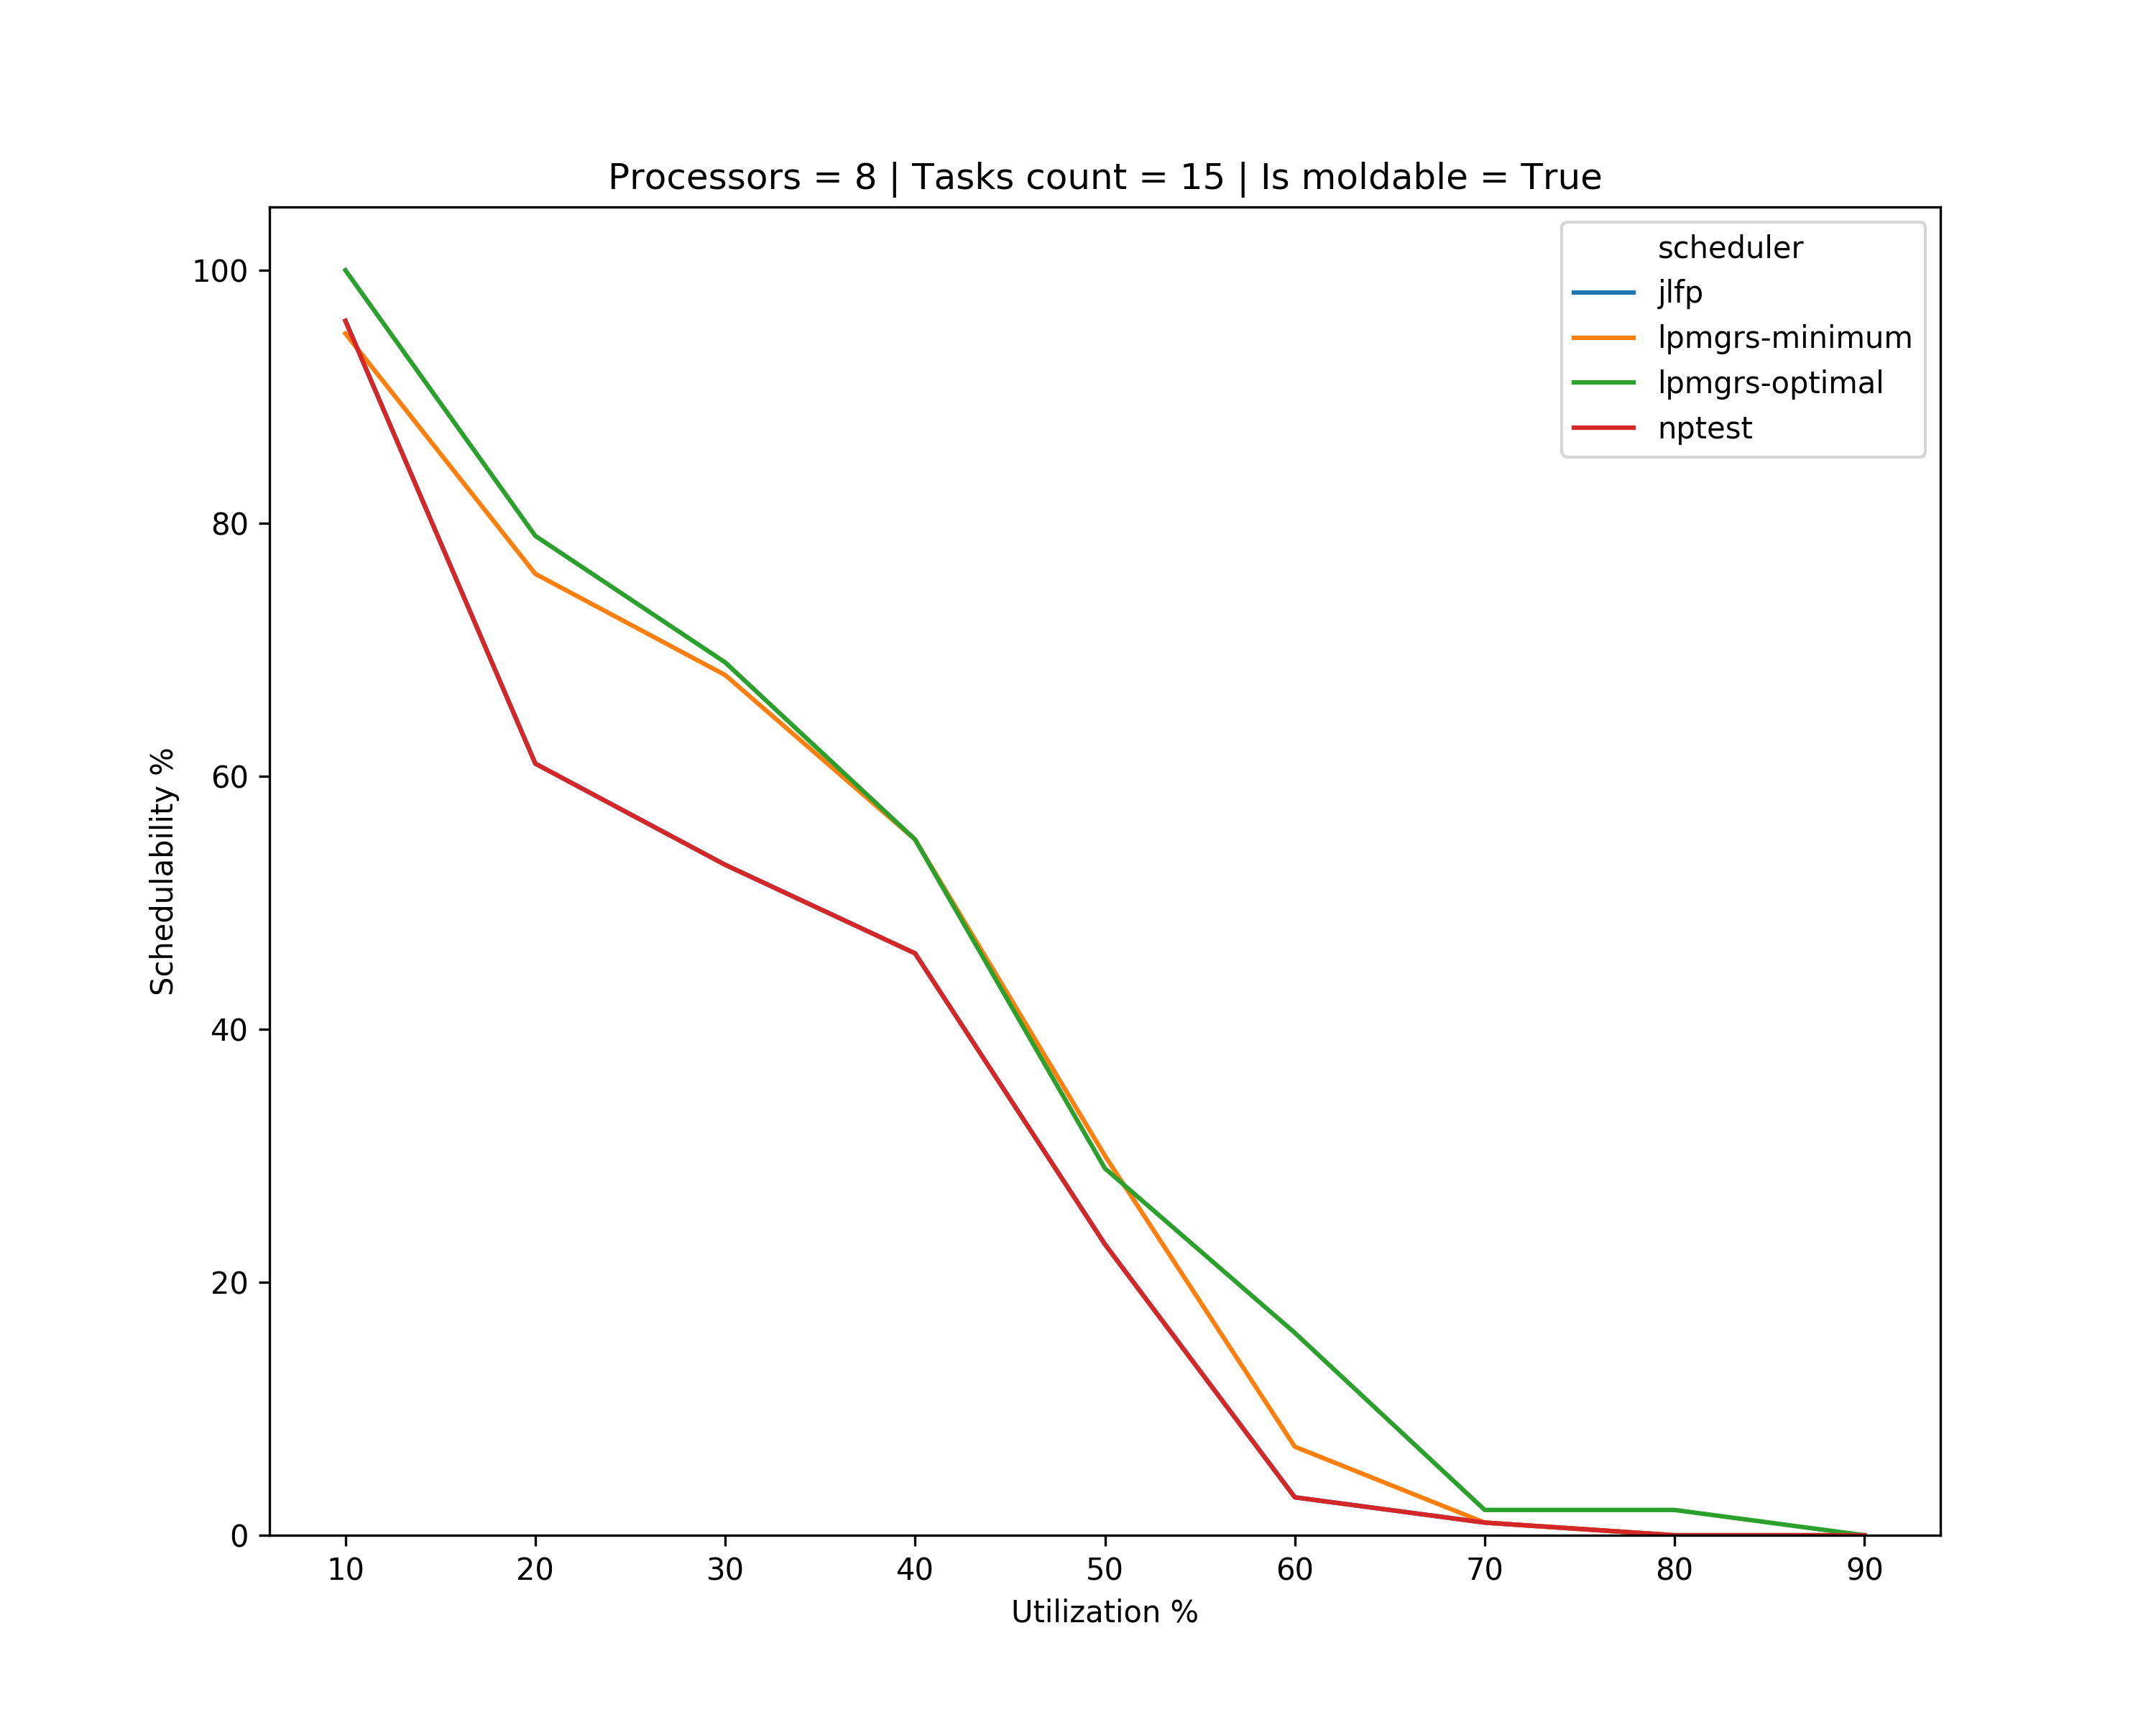 Processors = 8 | Tasks count = 15 | Is moldable = True
scheduler
jlfp
lpmgrs-minimum
lpmgrs-optimal
nptest
100
80
60
40
20
0
Schedulability %
10 20 30 40 50 60 70 80 90
Utilization %